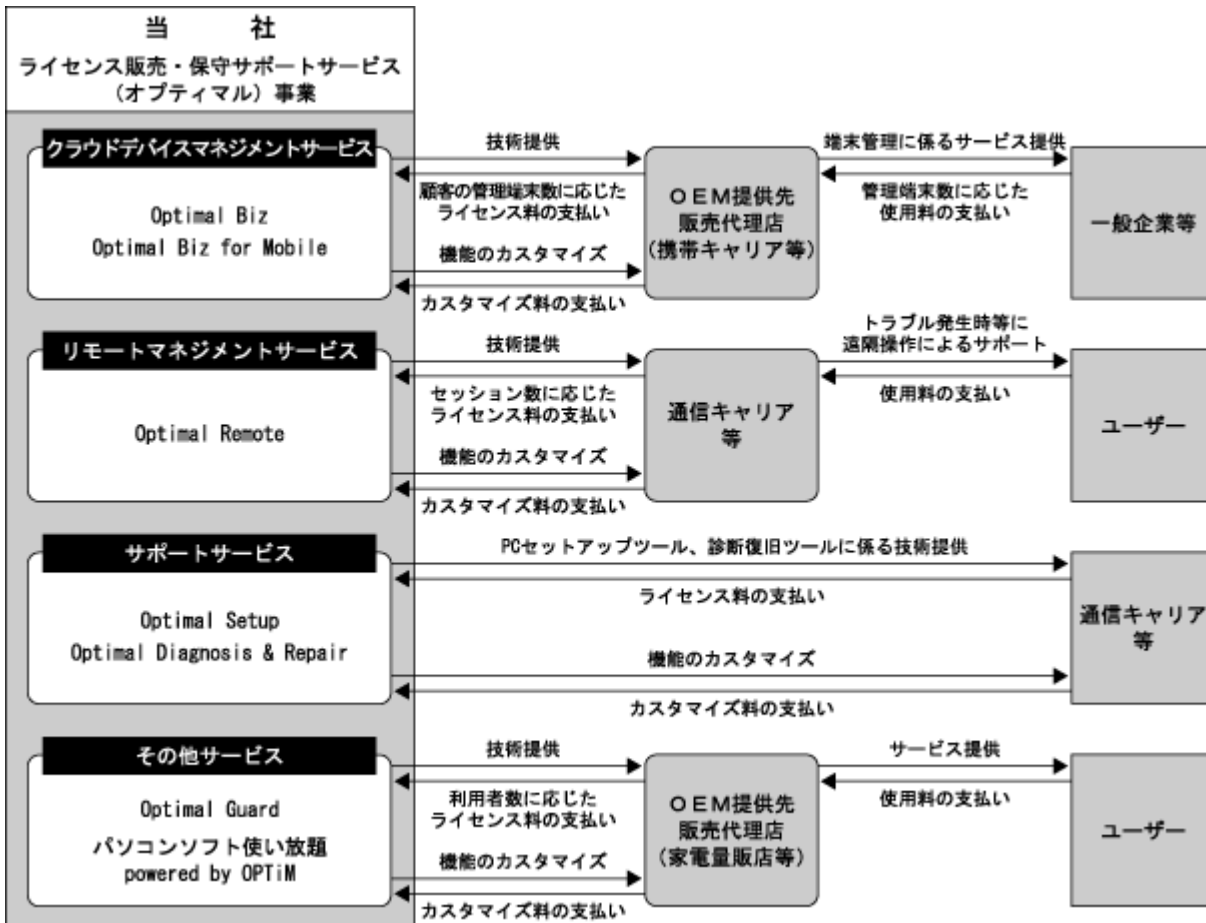 当 社
ライセンス販売・保守サポートサービス
（オプティマル）事業
クラウドデバイスマネジメントサービス
Optimal Biz
Optimal Biz for Mobile
技術提供
顧客の管理端末数に応じた
ライセンス料の支払い
機能のカスタマイズ
カスタマイズ料の支払い
ＯＥＭ提供先
販売代理店
(携帯キャリア等)
端末管理に係るサービス提供
管理端末数に応じた
使用料の支払い
一般企業等
リモートマネジメントサービス
Optimal Remote
技術提供
セッション数に応じた
ライセンス料の支払い
機能のカスタマイズ
カスタマイズ料の支払い
通信キャリア
等
トラブル発生時等に
遠隔操作によるサポート
使用料の支払い
ユーザー
サポートサービス
Optimal Setup
Optimal Diagnosis & Repair
PCセットアップツール、診断復旧ツールに係る技術提供
ライセンス料の支払い
機能のカスタマイズ
カスタマイズ料の支払い
通信キャリア
等
その他サービス
Optimal Guard
パソコンソフト使い放題
powered by OPTiM
技術提供
利用者数に応じた
ライセンス料の支払い
機能のカスタマイズ
カスタマイズ料の支払い
ＯＥＭ提供先
販売代理店
(家電量販店等)
サービス提供
使用料の支払い
ユーザー